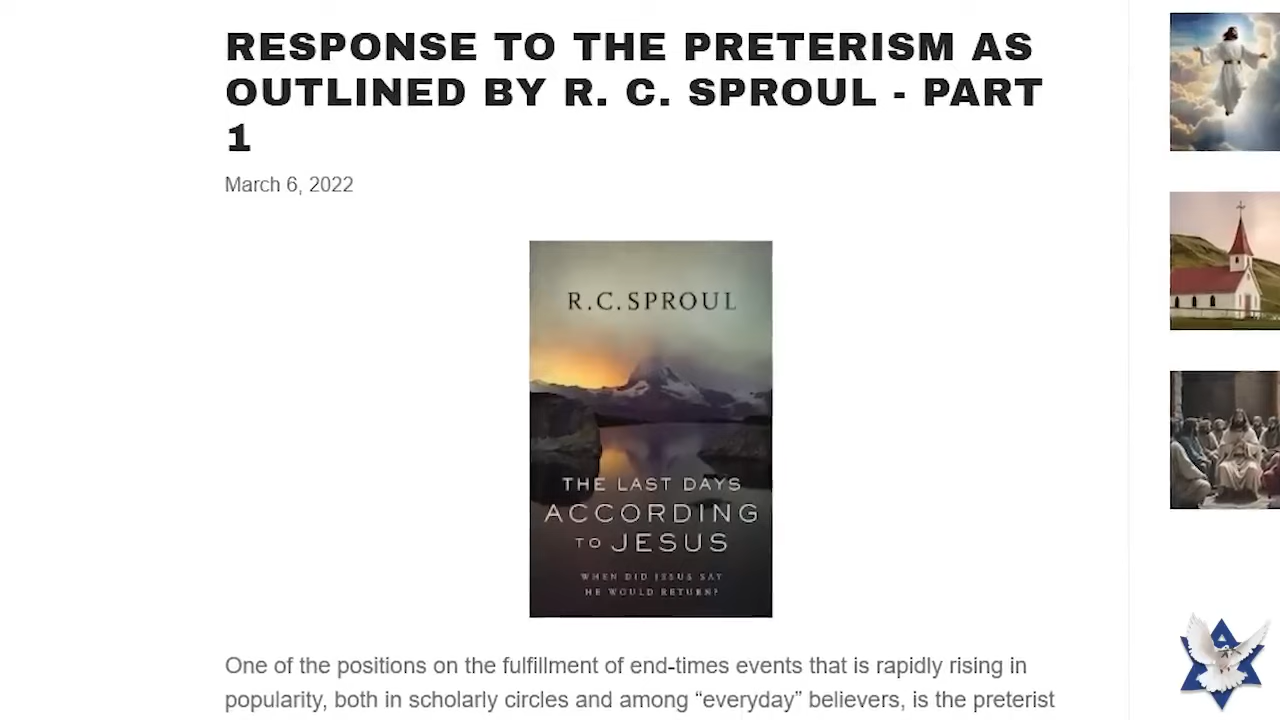 RESPONSE TO THE PRETERISM AS
OUTLINED BY R. C. SPROUL - PART
1
March 6, 2022
R.C. SPROUL
THE LAST DAYS
ACCORDING
TO JESUS
WHEN DID JESUS SAY
HE WOULD RETURN?
One of the positions on the fulfillment of end-times events that is rapidly rising in
popularity, both in scholarly circles and among “everyday” believers, is the preterist